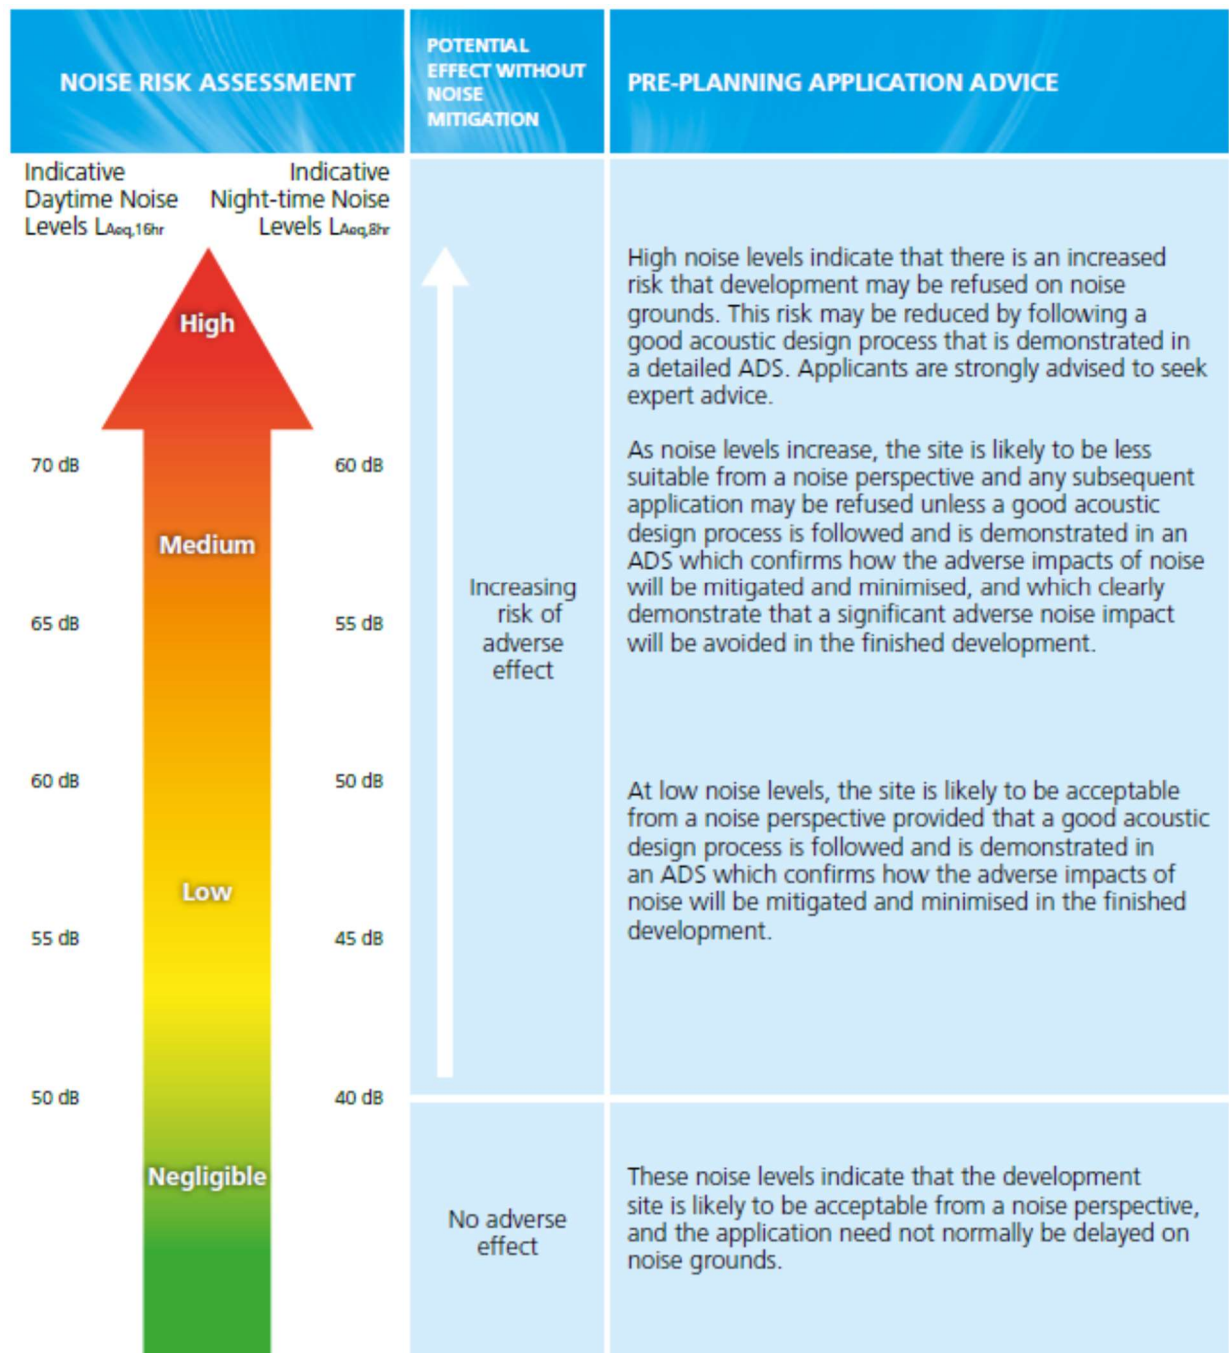 NOISE RISK ASSESSMENT
POTENTIAL
EFFECT WITHOUT
NOISE
MITIGATION
PRE-PLANNING APPLICATION ADVICE
Indicative
Daytime Noise
Levels LAeq,16hr
Indicative
Night-time Noise
Levels LAeq,8hr
High
70 dB
60 dB
Medium
65 dB
55 dB
60 dB
50 dB
Low
55 dB
45 dB
50 dB
40 dB
Negligible
Increasing
risk of
adverse
effect
High noise levels indicate that there is an increased
risk that development may be refused on noise
grounds. This risk may be reduced by following a
good acoustic design process that is demonstrated in
a detailed ADS. Applicants are strongly advised to seek
expert advice.
As noise levels increase, the site is likely to be less
suitable from a noise perspective and any subsequent
application may be refused unless a good acoustic
design process is followed and is demonstrated in an
ADS which confirms how the adverse impacts of noise
will be mitigated and minimised, and which clearly
demonstrate that a significant adverse noise impact
will be avoided in the finished development.
At low noise levels, the site is likely to be acceptable
from a noise perspective provided that a good acoustic
design process is followed and is demonstrated in
an ADS which confirms how the adverse impacts of
noise will be mitigated and minimised in the finished
development.
No adverse
effect
These noise levels indicate that the development
site is likely to be acceptable from a noise perspective,
and the application need not normally be delayed on
noise grounds.